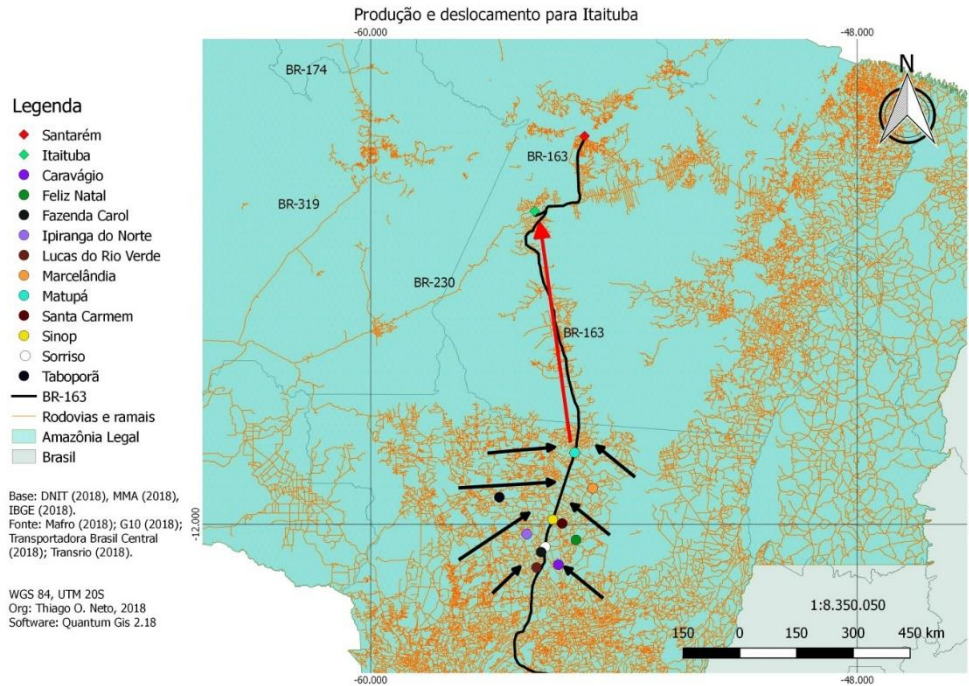 Produção e deslocamento para Itaituba
-60.000
-48.000
BR-174
N
Legenda
Santarém
Itaituba
Caravágio
Feliz Natal
Fazenda Carol
Ipiranga do Norte
Lucas do Rio Verde
Marcelândia
Matupá
Santa Carmem
Sinop
Sorriso
Taboporã
BR-163
Rodovias e ramais
Amazônia Legal
Brasil
BR-163
BR-319
BR-230
BR-163
Base: DNIT (2018), MMA (2018),
IBGE (2018).
Fonte: Mafro (2018); G10 (2018);
Transportadora Brasil Central
(2018); Transrio (2018).
-12.000
WGS 84, UTM 20S
Org: Thiago O. Neto, 2018
Software: Quantum Gis 2.18
1:8.350.050
150 0 150 300 450 km
-60.000
-48.000